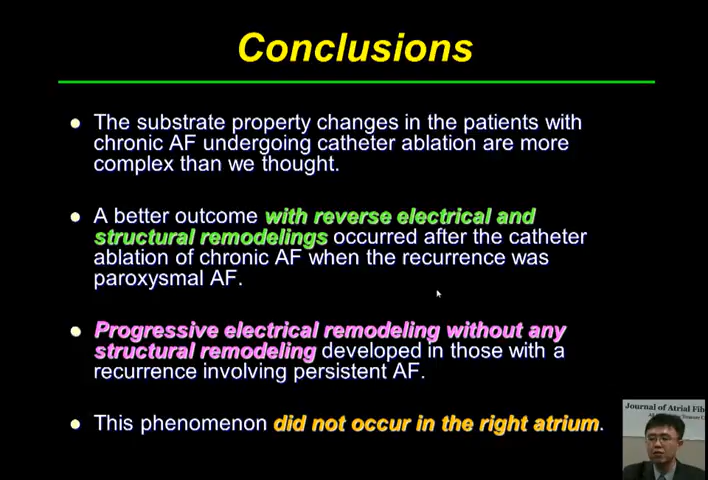 Conclusions
The substrate property changes in the patients with
chronic AF undergoing catheter ablation are more
complex than we thought.
A better outcome with reverse electrical and
structural remodelings occurred after the catheter
ablation of chronic AF when the recurrence was
paroxysmal AF.
Progressive electrical remodeling without any
structural remodeling developed in those with a
recurrence involving persistent AF.
This phenomenon did not occur in the right atrium.
Journal of Atrial Fib